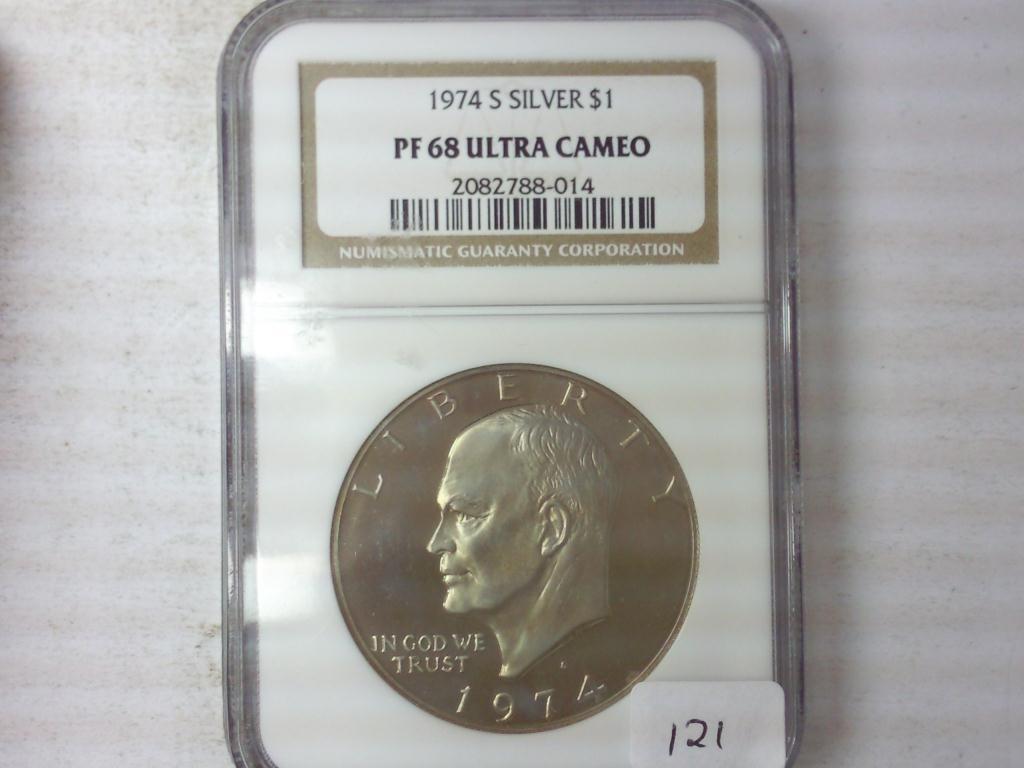 1974 S SILVER $1
PF 68 ULTRA CAMEO
2082788-014
NUMISMATIC GUARANTY CORPORATION
LIBERTY
IN GOD WE
TRUST
S
1974
121